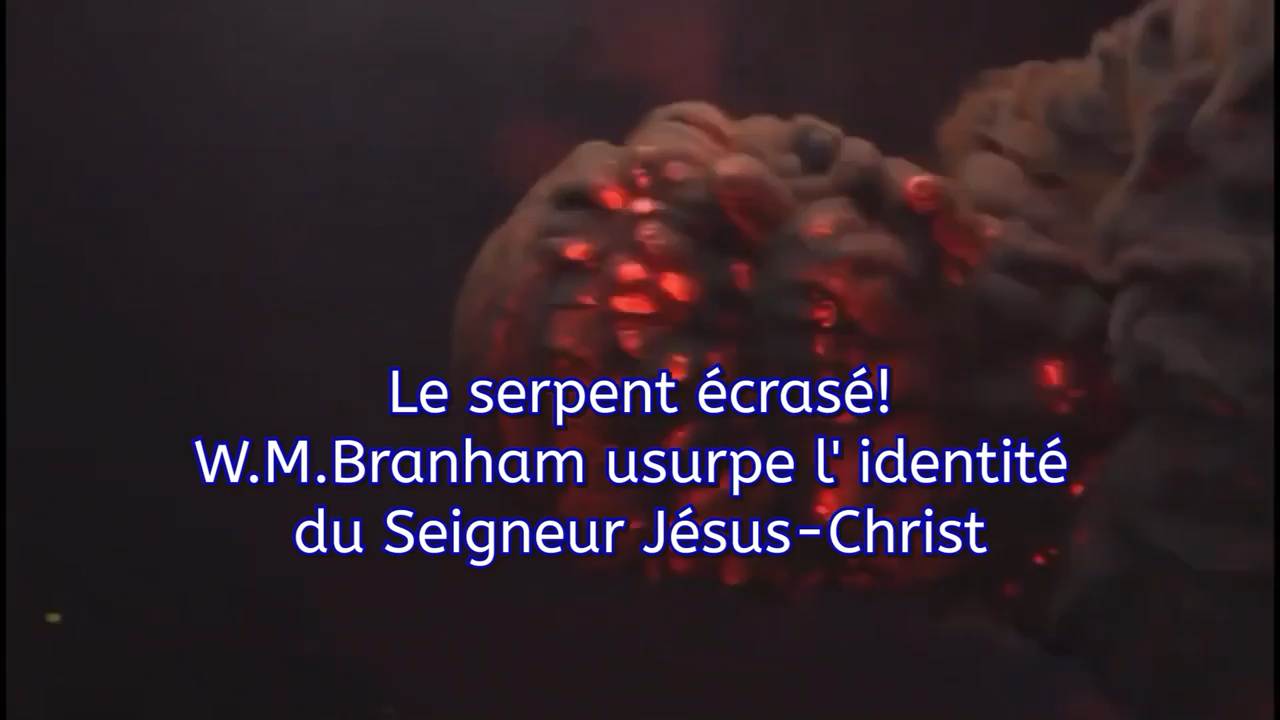 Le serpent écrasé!
W.M.Branham usurpe l' identité
du Seigneur Jésus-Christ